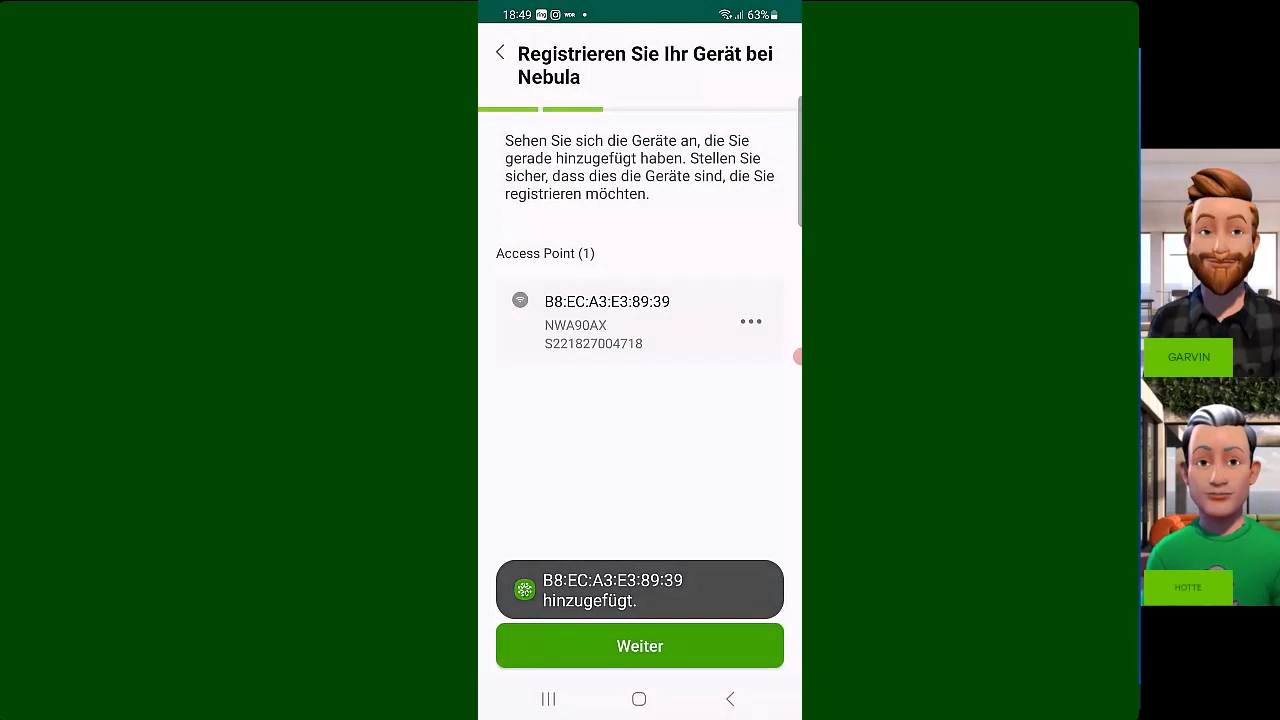 18:49 ring WDR 63%
Registrieren Sie Ihr Gerät bei
Nebula
Sehen Sie sich die Geräte an, die Sie
gerade hinzugefügt haben. Stellen Sie
sicher, dass dies die Geräte sind, die Sie
registrieren möchten.
Access Point (1)
B8:EC:A3:E3:89:39
NWA90AX
S221827004718
B8:EC:A3:E3:89:39
hinzugefügt.
Weiter
GARVIN
HOTTE